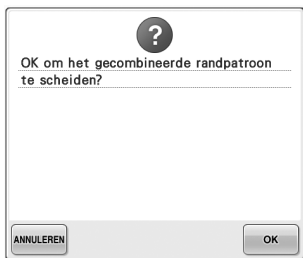 ?
OK om het gecombineerde randpatroon
te scheiden?
ANNULEREN
OK